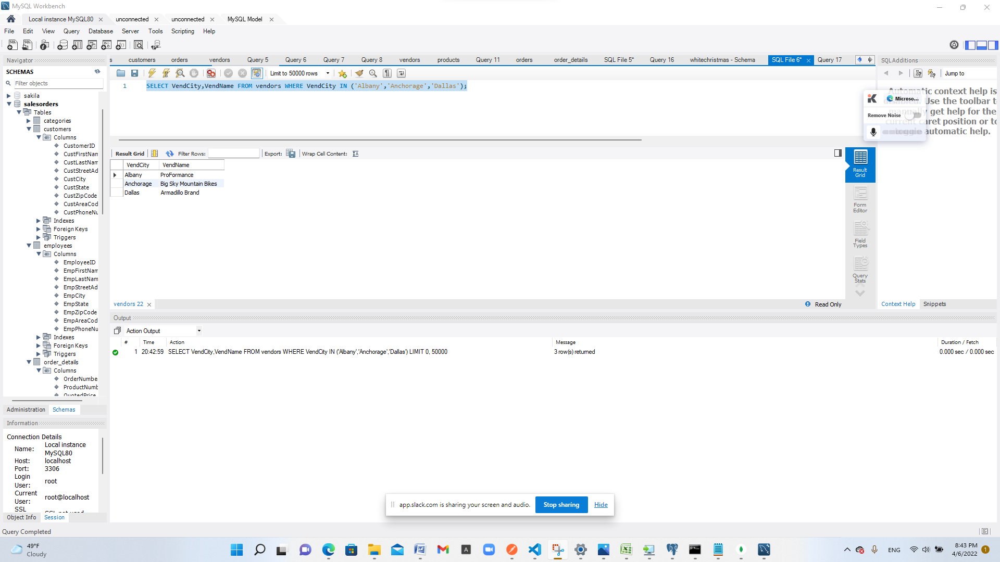 MySQL Workbench
Local instance MySQL80
unconnected
unconnected
MySQL Model
File Edit View Query Database Server Tools Scripting Help
Navigator
SCHEMAS
Filter objects
sakila
salesorders
Tables
categories
customers
Columns
CustomerID
CustFirstNam
CustLastNam
CustStreetAd
CustCity
CustState
CustZipCode
CustAreaCod
CustPhoneNu
Indexes
Foreign Keys
Triggers
employees
Columns
EmployeeID
EmpFirstNam
EmpLastNam
EmpStreetAd
EmpCity
EmpState
EmpZipCode
EmpAreaCod
EmpPhoneNu
Indexes
Foreign Keys
Triggers
order_details
Columns
OrderNumbe
ProductNumb
QuotedPrice
Administration Schemas
Information
Connection Details
Name: Local instance MySQL80
Host: localhost
Port: 3306
Login User: root
Current User: root@localhost
SSL
Object Info Session
Query Completed
s customers orders vendors Query 5 Query 6 Query 7 Query 8 vendors products Query 11 orders order_details SQL File 5* Query 16 whitechristmas - Schema SQL File 6* Query 17
Limit to 50000 rows
1 SELECT VendCity,VendName FROM vendors WHERE VendCity IN ('Albany','Anchorage','Dallas');
Result Grid Filter Rows: Export: Wrap Cell Content:
VendCity VendName
Albany ProFormance
Anchorage Big Sky Mountain Bikes
Dallas Armadillo Brand
Result Grid
Form Editor
Field Types
Query Stats
vendors 22
Read Only
Output
Action Output
# Time Action Message Duration / Fetch
1 20:42:59 SELECT VendCity,VendName FROM vendors WHERE VendCity IN ('Albany','Anchorage','Dallas') LIMIT 0, 50000 3 row(s) returned 0.000 sec / 0.000 sec
SQLAdditions
Jump to
Automatic context help is
Use the toolbar t
manually get help for the
current caret position or to
toggle automatic help.
Microso...
Remove Noise
Context Help Snippets
app.slack.com is sharing your screen and audio. Stop sharing Hide
49°F
Cloudy
ENG
8:43 PM
4/6/2022
1